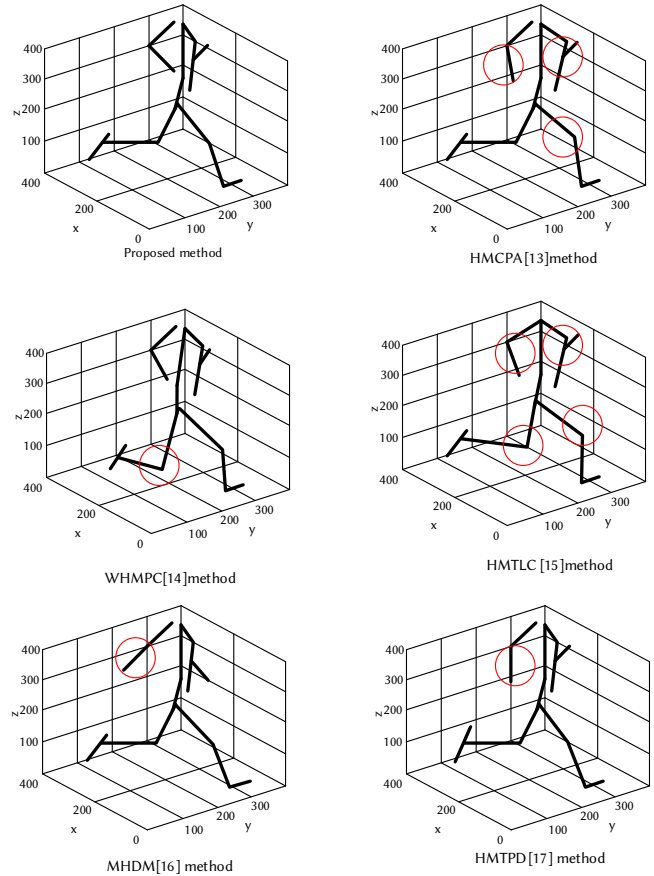 400
300
200
100
z
400
200
0
x
100
200
300
y
Proposed method
400
300
200
100
z
400
200
0
x
100
200
300
y
HMCPA[13]method
400
300
200
100
z
400
200
0
x
100
200
300
y
WHMPC[14]method
400
300
200
100
z
400
200
0
x
100
200
300
y
HMTLC [15]method
400
300
200
100
z
400
200
0
x
100
200
300
y
MHDM[16] method
400
300
200
100
z
400
200
0
x
100
200
300
y
HMTPD[17] method